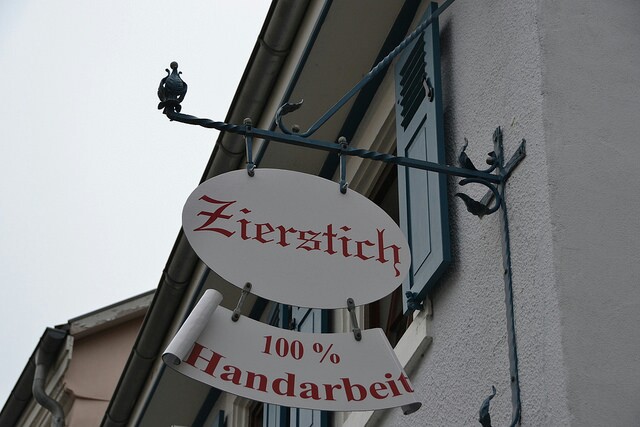 Zierstich
100 %
Handarbeit